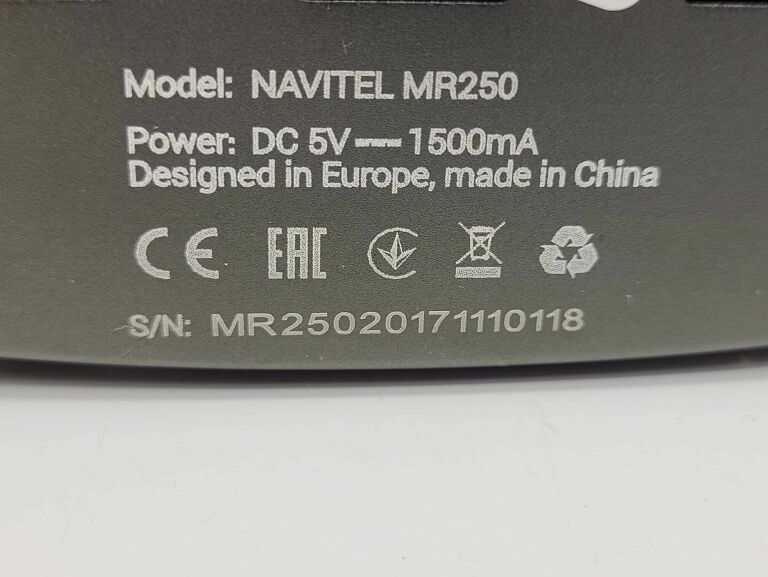 Model: NAVITEL MR250
Power: DC 5V — 1500mA
Designed in Europe, made in China
CE EAC
S/N: MR25020171110118